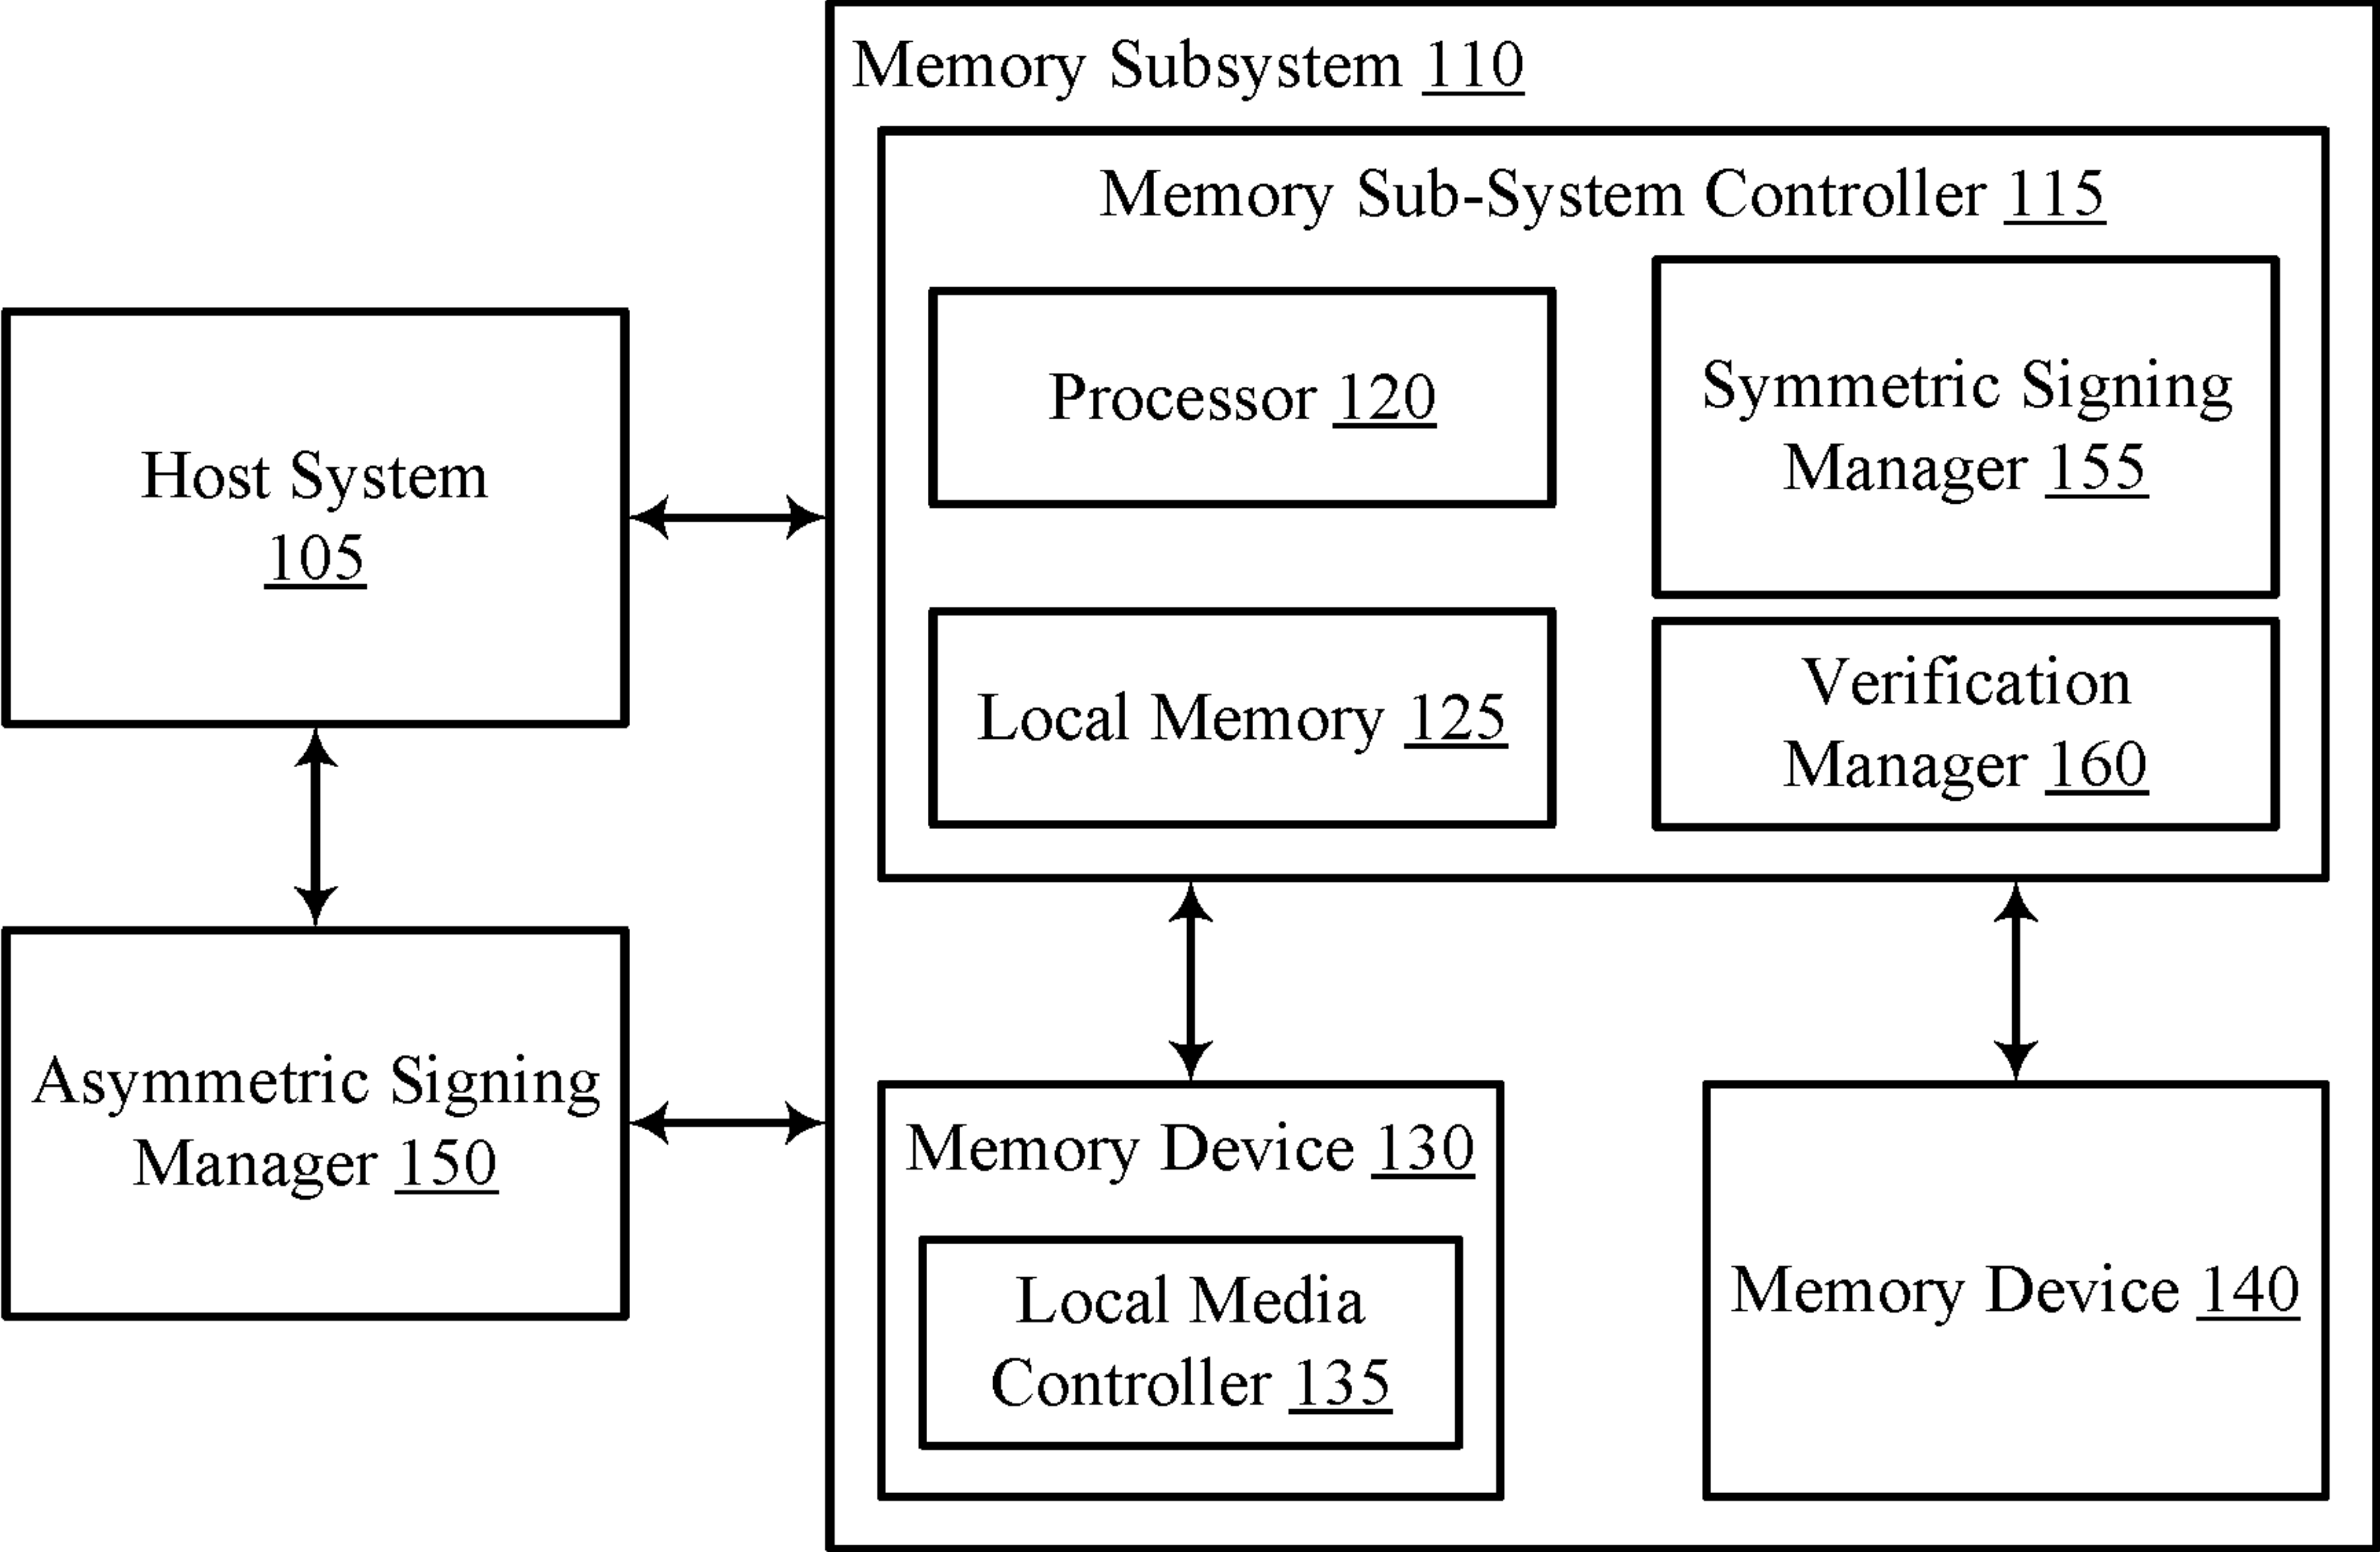 Memory Subsystem 110
Memory Sub-System Controller 115
Processor 120
Symmetric Signing
Manager 155
Local Memory 125
Verification
Manager 160
Host System
105
Asymmetric Signing
Manager 150
Memory Device 130
Local Media
Controller 135
Memory Device 140